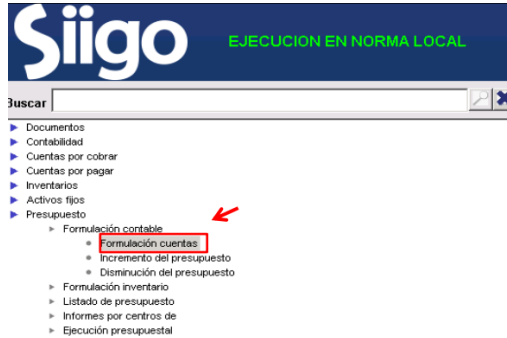 Siigo
EJECUCION EN NORMA LOCAL
Buscar
Documentos
Contabilidad
Cuentas por cobrar
Cuentas por pagar
Inventarios
Activos fijos
Presupuesto
Formulación contable
Formulación cuentas
Incremento del presupuesto
Disminución del presupuesto
Formulación inventario
Listado de presupuesto
Informes por centros de
Ejecución presupuestal